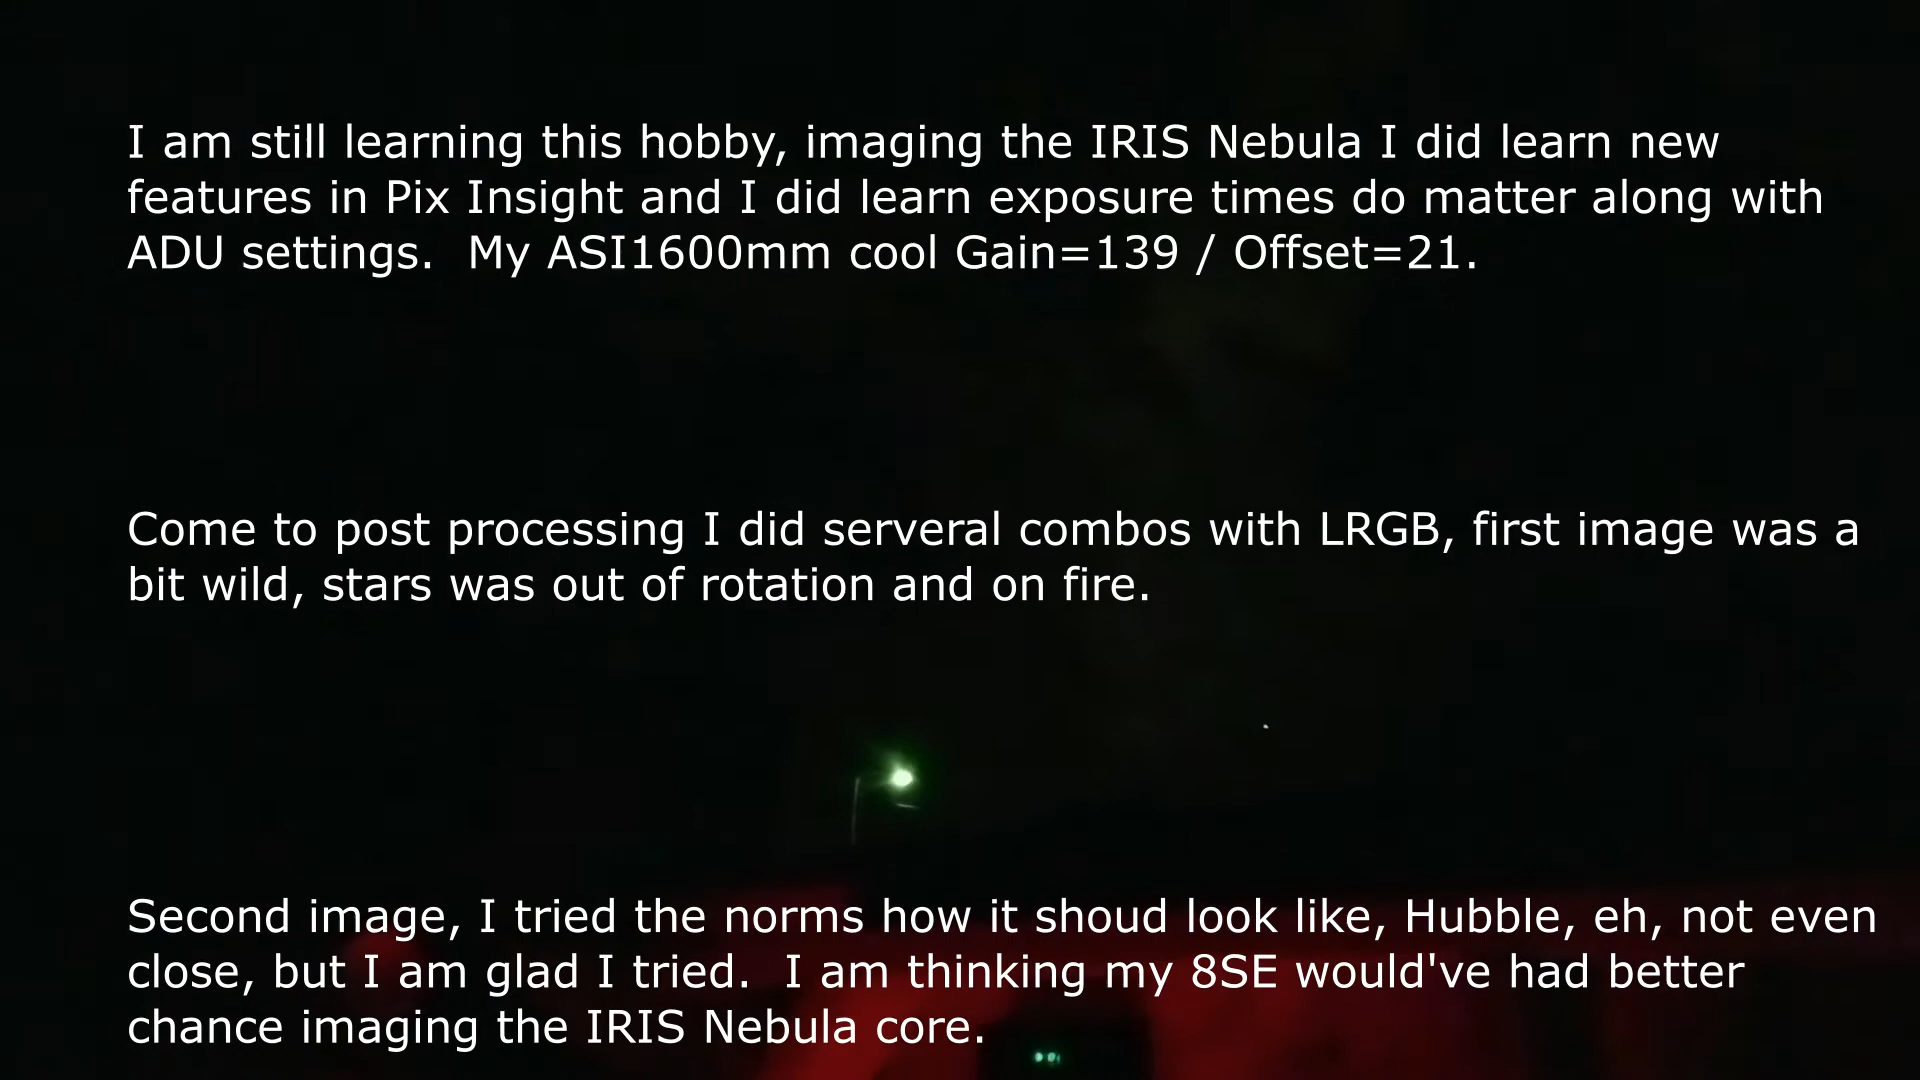 I am still learning this hobby, imaging the IRIS Nebula I did learn new
features in Pix Insight and I did learn exposure times do matter along with
ADU settings.  My ASI1600mm cool Gain=139 / Offset=21.
Come to post processing I did serveral combos with LRGB, first image was a
bit wild, stars was out of rotation and on fire.
Second image, I tried the norms how it shoud look like, Hubble, eh, not even
close, but I am glad I tried.  I am thinking my 8SE would've had better
chance imaging the IRIS Nebula core.